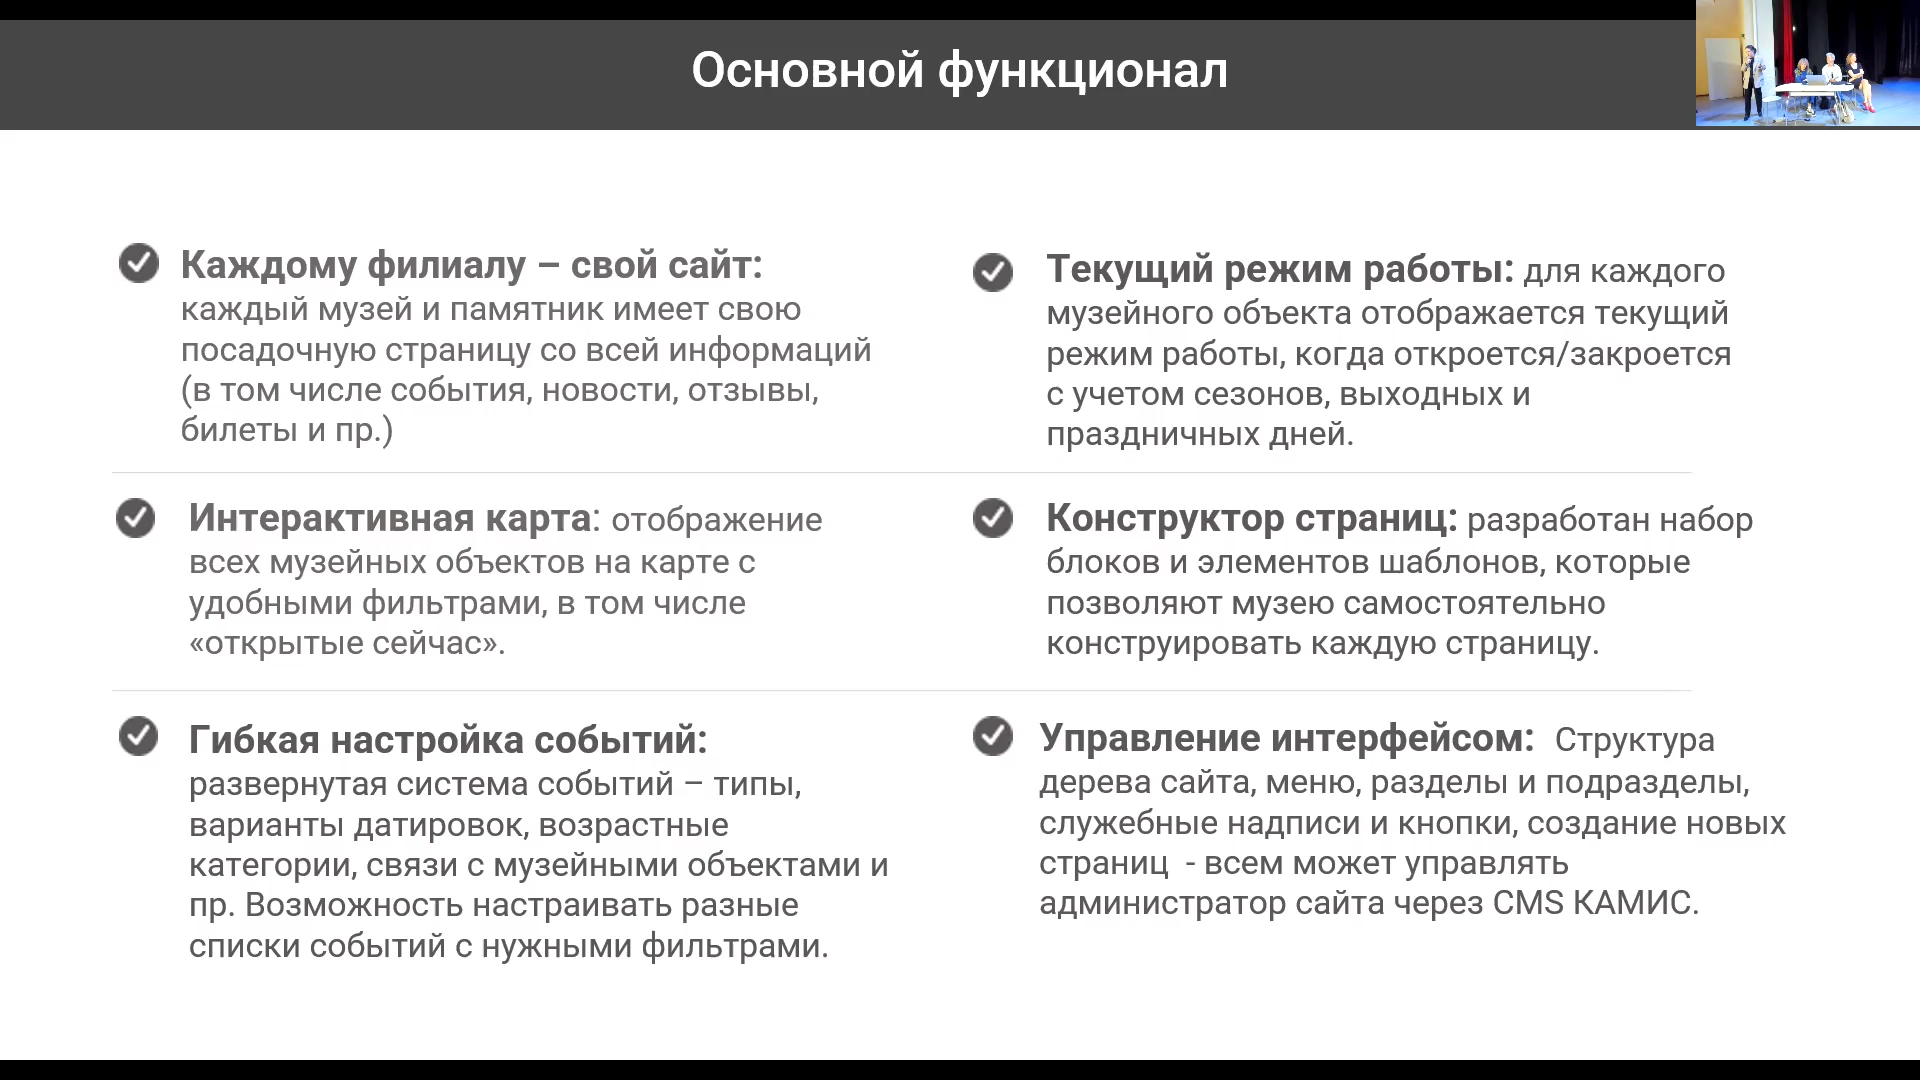 Основной функционал
Каждому филиалу – свой сайт:
каждый музей и памятник имеет свою
посадочную страницу со всей информаций
(в том числе события, новости, отзывы,
билеты и пр.)
Текущий режим работы: для каждого
музейного объекта отображается текущий
режим работы, когда откроется/закроется
с учетом сезонов, выходных и
праздничных дней.
Интерактивная карта: отображение
всех музейных объектов на карте с
удобными фильтрами, в том числе
«открытые сейчас».
Конструктор страниц: разработан набор
блоков и элементов шаблонов, которые
позволяют музею самостоятельно
конструировать каждую страницу.
Гибкая настройка событий:
развернутая система событий – типы,
варианты датировок, возрастные
категории, связи с музейными объектами и
пр. Возможность настраивать разные
списки событий с нужными фильтрами.
Управление интерфейсом:  Структура
дерева сайта, меню, разделы и подразделы,
служебные надписи и кнопки, создание новых
страниц  - всем может управлять
администратор сайта через CMS КАМИС.